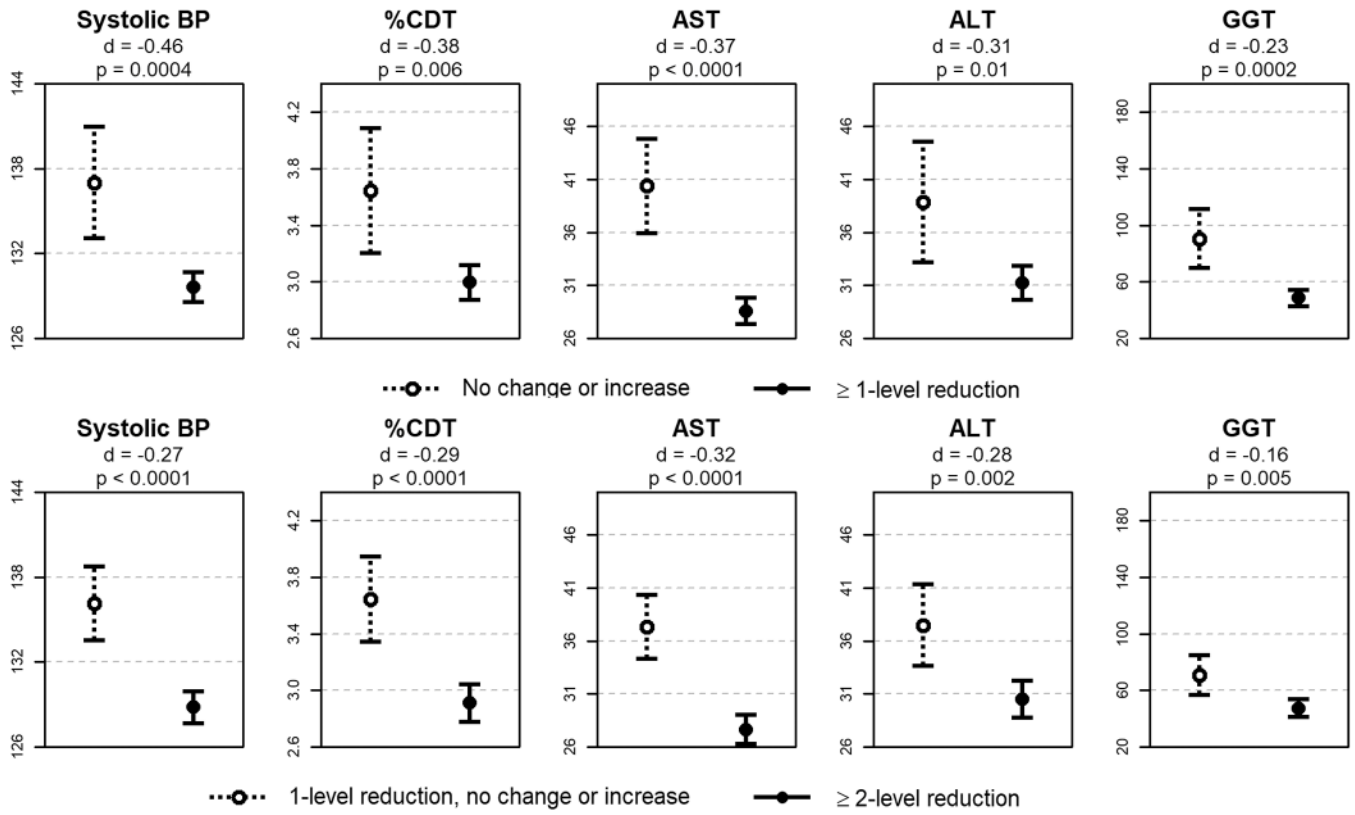 Systolic BP %CDT AST ALT GGT
d = -0.46 d = -0.38 d = -0.37 d = -0.31 d = -0.23
p = 0.0004 p = 0.006 p < 0.0001 p = 0.01 p = 0.0002
144 138 132 126
4.2 3.8 3.4 3.0 2.6
46 41 36 31 26
46 41 36 31 26
180 140 100 60 20
No change or increase ≥ 1-level reduction
Systolic BP %CDT AST ALT GGT
d = -0.27 d = -0.29 d = -0.32 d = -0.28 d = -0.16
p < 0.0001 p < 0.0001 p < 0.0001 p = 0.002 p = 0.005
144 138 132 126
4.2 3.8 3.4 3.0 2.6
46 41 36 31 26
46 41 36 31 26
180 140 100 60 20
1-level reduction, no change or increase ≥ 2-level reduction